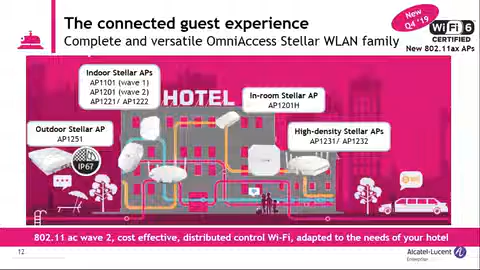 The connected guest experience
Complete and versatile OmniAccess Stellar WLAN family
New
Q4 '19
Wi Fi 6
CERTIFIED
New 802.11ax APs
Indoor Stellar APs
AP1101 (wave 1)
AP1201 (wave 2)
AP1221/ AP1222
HOTEL
In-room Stellar AP
AP1201H
Outdoor Stellar AP
AP1251
IP67
High-density Stellar APs
AP1231/ AP1232
802.11 ac wave 2, cost effective, distributed control Wi-Fi, adapted to the needs of your hotel
12
Alcatel-Lucent
Enterprise